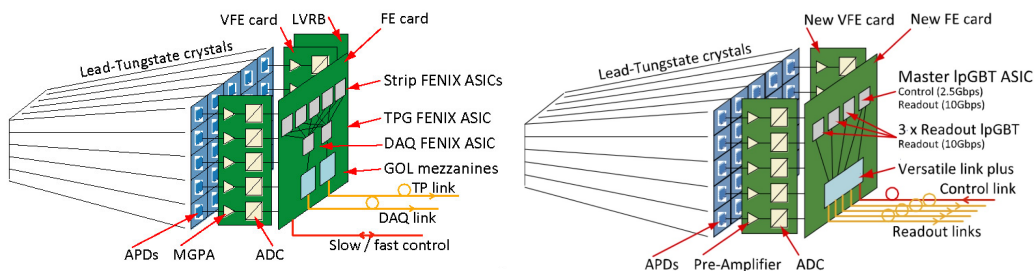 VFE card
LVRB
FE card
Lead-Tungstate crystals
Strip FENIX ASICs
TPG FENIX ASIC
DAQ FENIX ASIC
GOL mezzanines
TP link
DAQ link
Slow / fast control
APDs
MGPA
ADC
New VFE card
New FE card
Lead-Tungstate crystals
Master lpGBT ASIC
Control (2.5Gbps)
Readout (10Gbps)
3 x Readout lpGBT
Readout (10Gbps)
Versatile link plus
Control link
Readout links
APDs
Pre-Amplifier
ADC